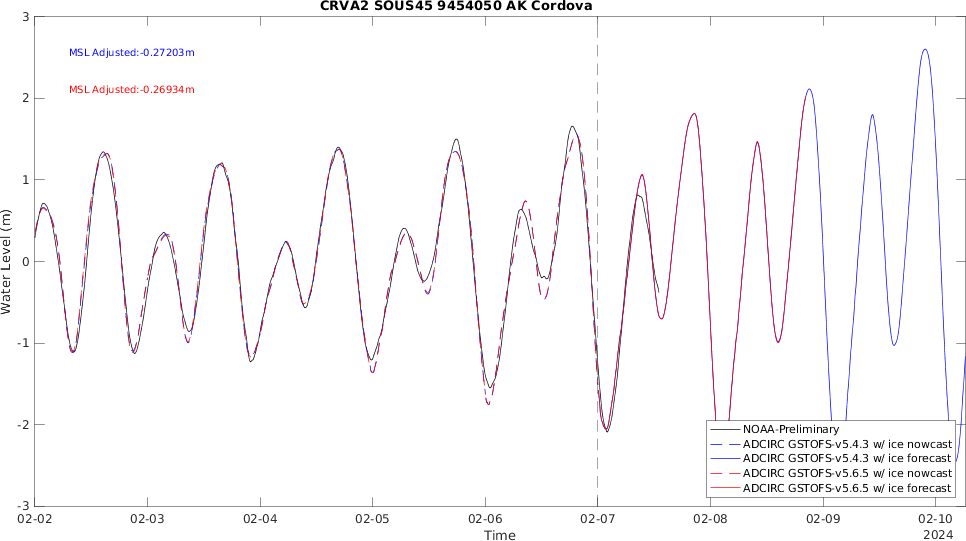 CRVA2 SOUS45 9454050 AK Cordova
MSL Adjusted:-0.27203m
MSL Adjusted:-0.26934m
3
2
1
0
-1
-2
-3
Water Level (m)
NOAA-Preliminary
ADCIRC GSTOFS-v5.4.3 w/ ice nowcast
ADCIRC GSTOFS-v5.4.3 w/ ice forecast
ADCIRC GSTOFS-v5.6.5 w/ ice nowcast
ADCIRC GSTOFS-v5.6.5 w/ ice forecast
02-02 02-03 02-04 02-05 02-06 02-07 02-08 02-09 02-10
Time
2024